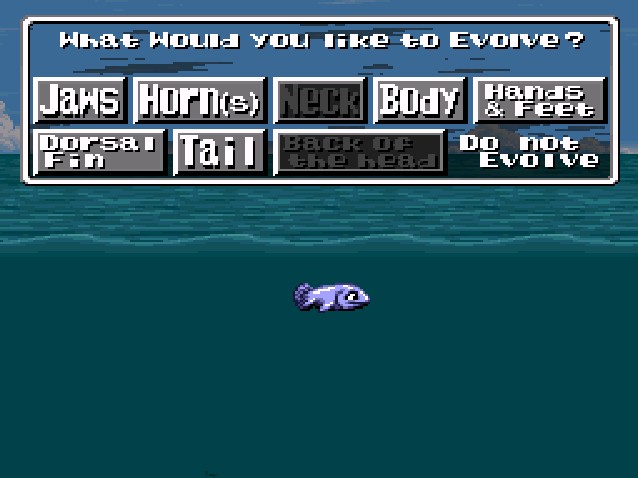 What Would you like to Evolve?
Jaws Horn(s) Neck Body Hands & Feet
Dorsal Fin Tail Back of the head Do not Evolve